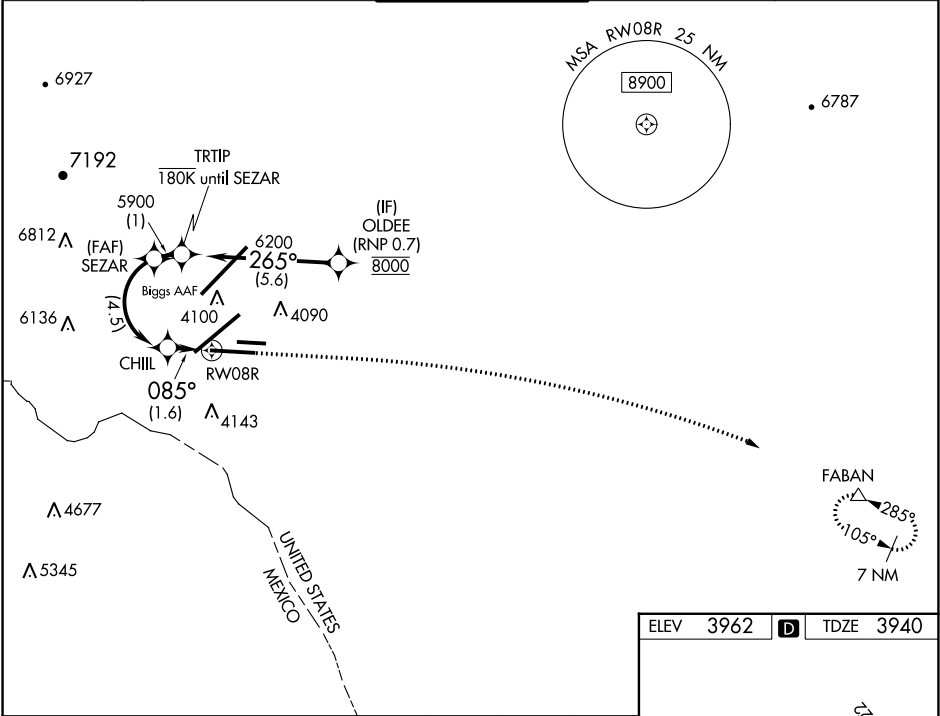 MSA RW08R 25 NM
8900
6927
6787
7192
TRTIP
180K until SEZAR
5900
(1)
(IF)
OLDEE
(RNP 0.7)
8000
6812
(FAF)
SEZAR
6200
265°
(5.6)
Biggs AAF
(4.5)
6136
4100
4090
CHIIL
RW08R
085°
(1.6)
4143
FABAN
285°
105°
7 NM
4677
5345
UNITED STATES
MEXICO
ELEV 3962 D TDZE 3940
22